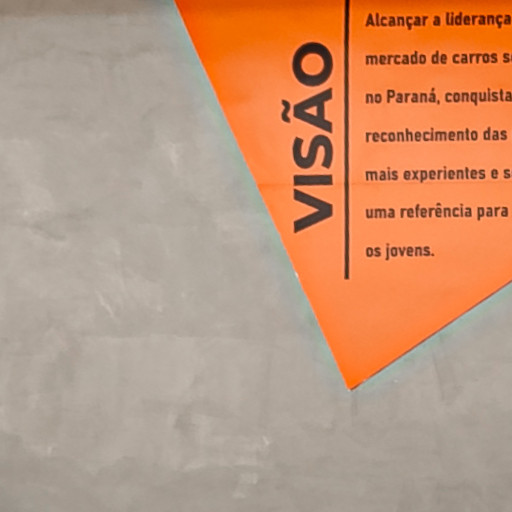 VISÃO
Alcançar a liderança
mercado de carros
no Paraná,
reconhecimento das
mais experientes e
uma referência para
os jovens.